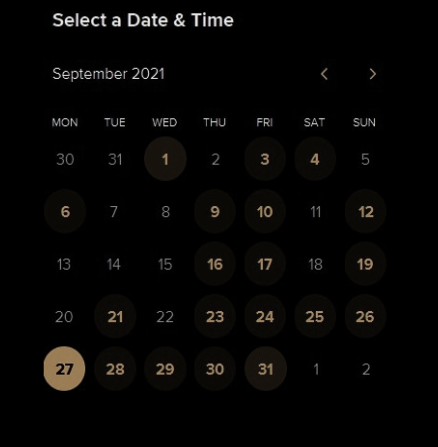 Select a Date & Time
September 2021
MON TUE WED THU FRI SAT SUN
30 31 1 2 3 4 5
6 7 8 9 10 11 12
13 14 15 16 17 18 19
20 21 22 23 24 25 26
27 28 29 30 31 1 2